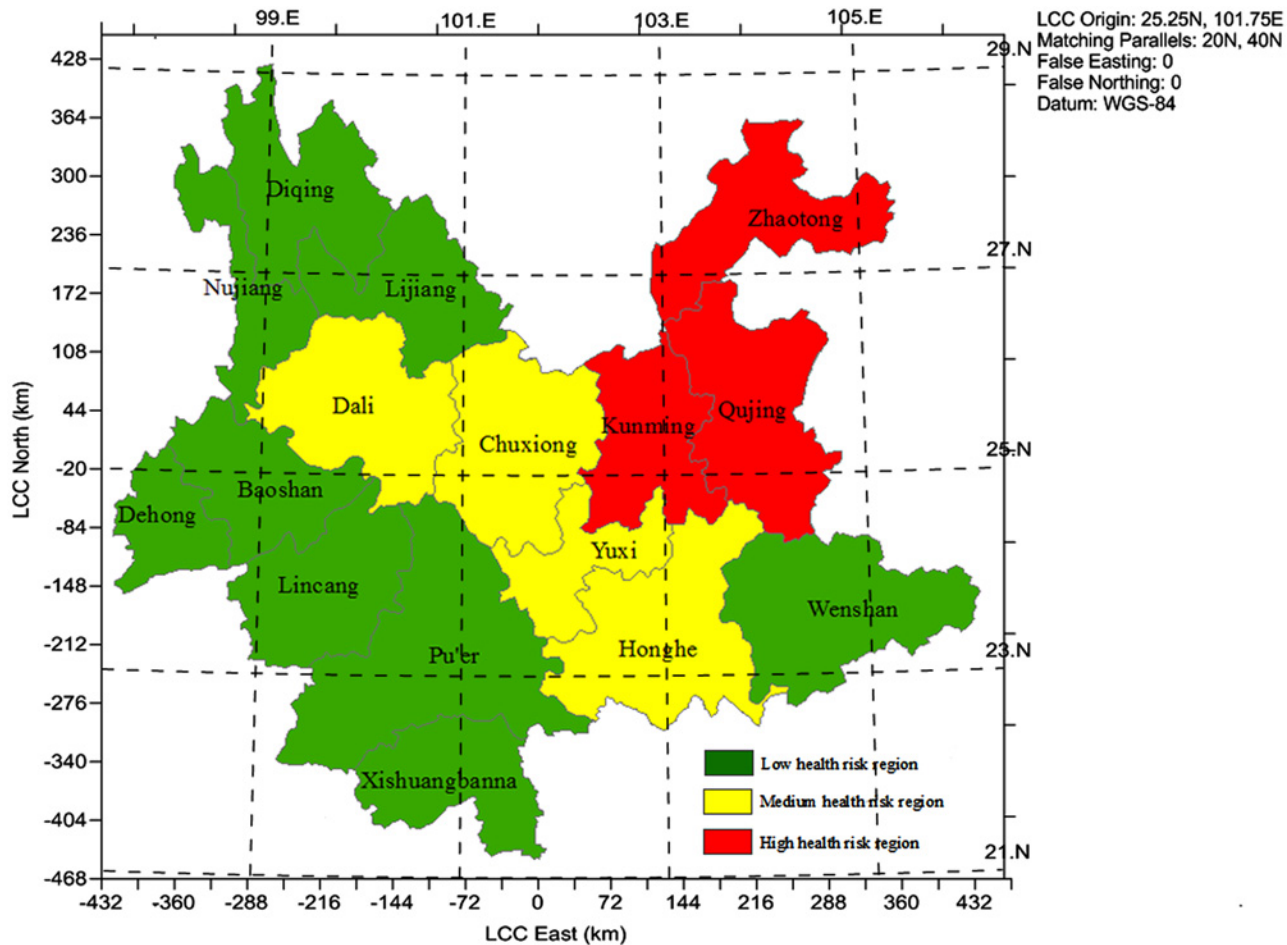 99.E 101.E 103.E 105.E
LCC Origin: 25.25N, 101.75E
Matching Parallels: 20N, 40N
False Easting: 0
False Northing: 0
Datum: WGS-84
29.N
428
364
300
236
172
108
44
-20
-84
-148
-212
-276
-340
-404
-468
LCC North (km)
Diqing
Zhaotong
27.N
Nujiang
Lijiang
Dali
Chuxiong
Kunming
Qujing
25.N
Baoshan
Dehong
Yuxi
Lincang
Wenshan
Pu'er
Honghe
23.N
Xishuangbanna
Low health risk region
Medium health risk region
High health risk region
21.N
-432 -360 -288 -216 -144 -72 0 72 144 216 288 360 432
LCC East (km)